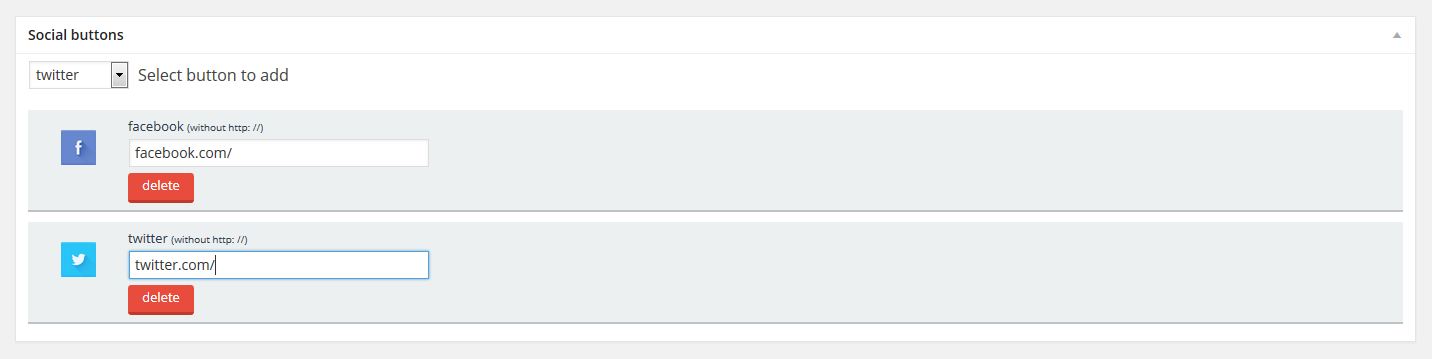 Social buttons
twitter Select button to add
facebook (without http: //)
facebook.com/
delete
twitter (without http: //)
twitter.com/
delete